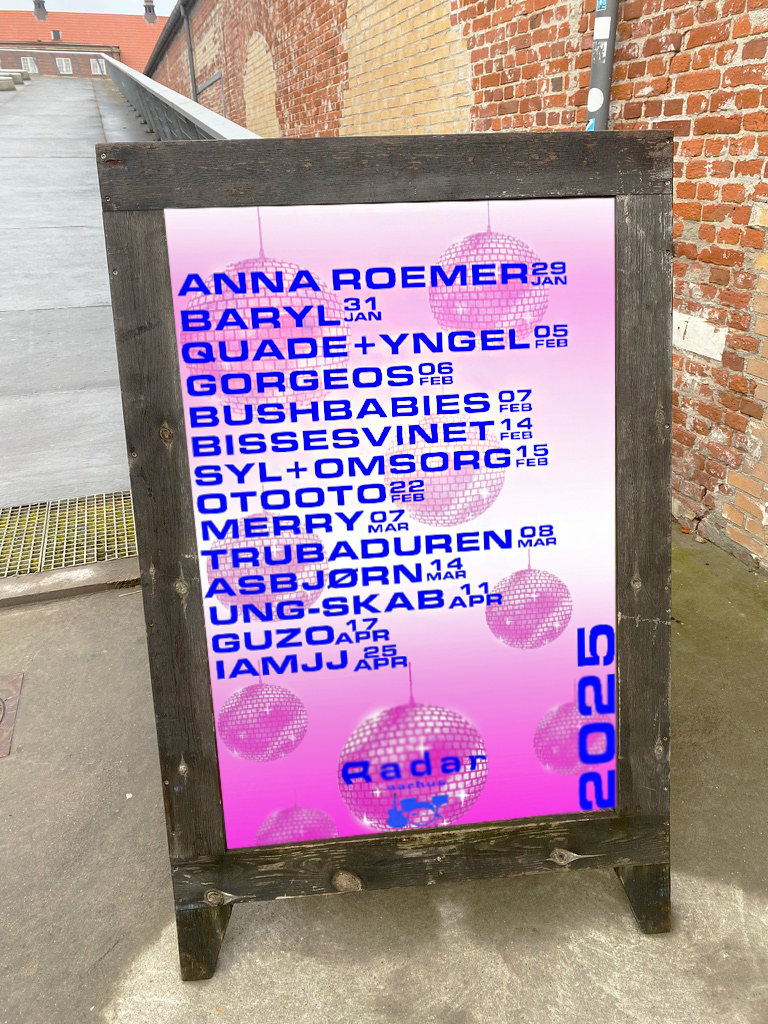 ANNA ROEMER 29 JAN
BARYL 31 JAN
QUADE+YNGEL 05 FEB
GORGEOS 06 FEB
BUSHBABIES 07 FEB
BISSESVINET 14 FEB
SYL+OMSORG 15 FEB
OTOOTO 22 FEB
MERRY 07 MAR
TRUBADUREN 08 MAR
ASBJØRN 14 MAR
UNG-SKAB 11 APR
GUZO 17 APR
IAMJJ 25 APR
2025
Radar
aarhus